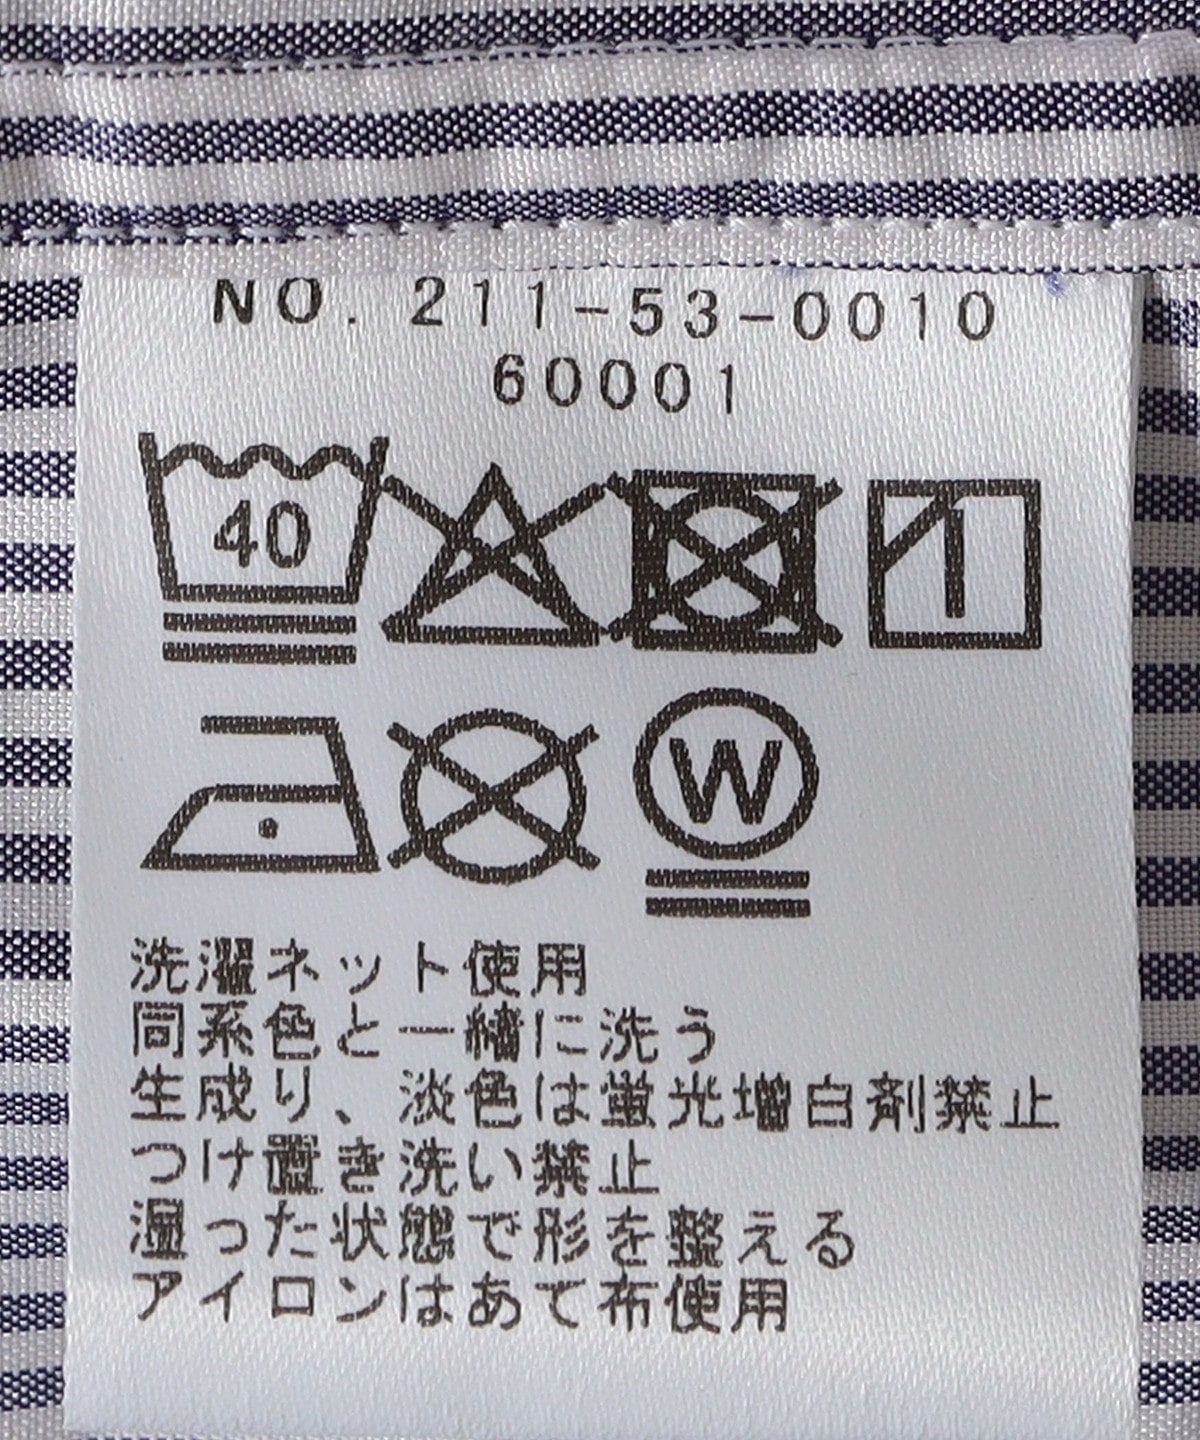 NO. 211-53-0010
60001
40
W
洗濯ネット使用
同系色と一緒に洗う
生成り、淡色は蛍光増白剤禁止
つけ置き洗い禁止
湿った状態で形を整える
アイロンはあて布使用